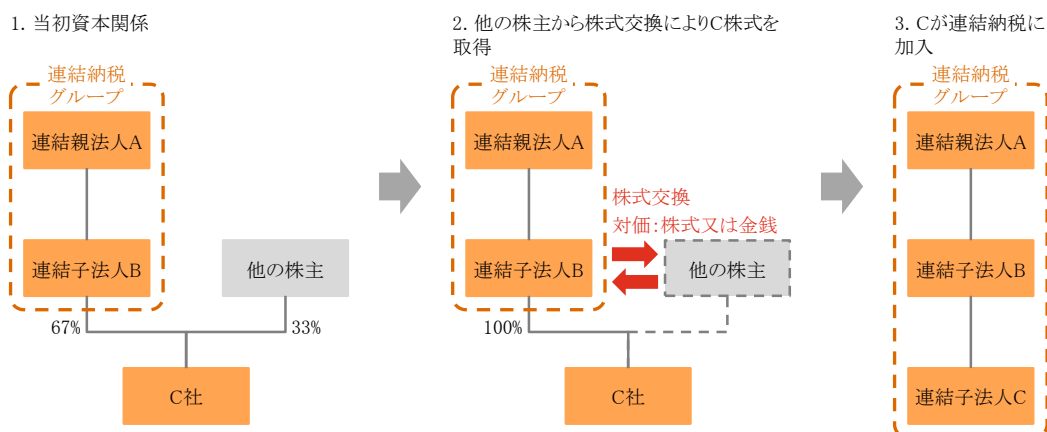 1. 当初資本関係
連結納税
グループ
連結親法人A
連結子法人B
他の株主
67%
33%
C社
2. 他の株主から株式交換によりC株式を
取得
連結納税
グループ
連結親法人A
株式交換
対価：株式又は金銭
連結子法人B
他の株主
100%
C社
3. Cが連結納税に
加入
連結納税
グループ
連結親法人A
連結子法人B
連結子法人C